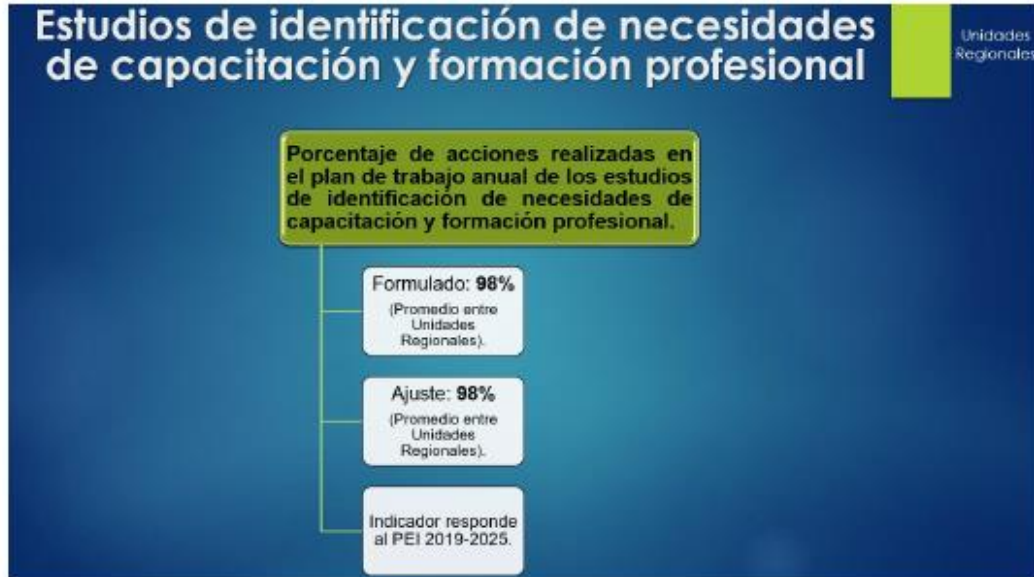 Estudios de identificación de necesidades
de capacitación y formación profesional
Unidades
Regionales
Porcentaje de acciones realizadas en
el plan de trabajo anual de los estudios
de identificación de necesidades de
capacitación y formación profesional.
Formulado: 98%
(Promedio entre
Unidades
Regionales).
Ajuste: 98%
(Promedio entre
Unidades
Regionales).
Indicador responde
al PEI 2019-2025.